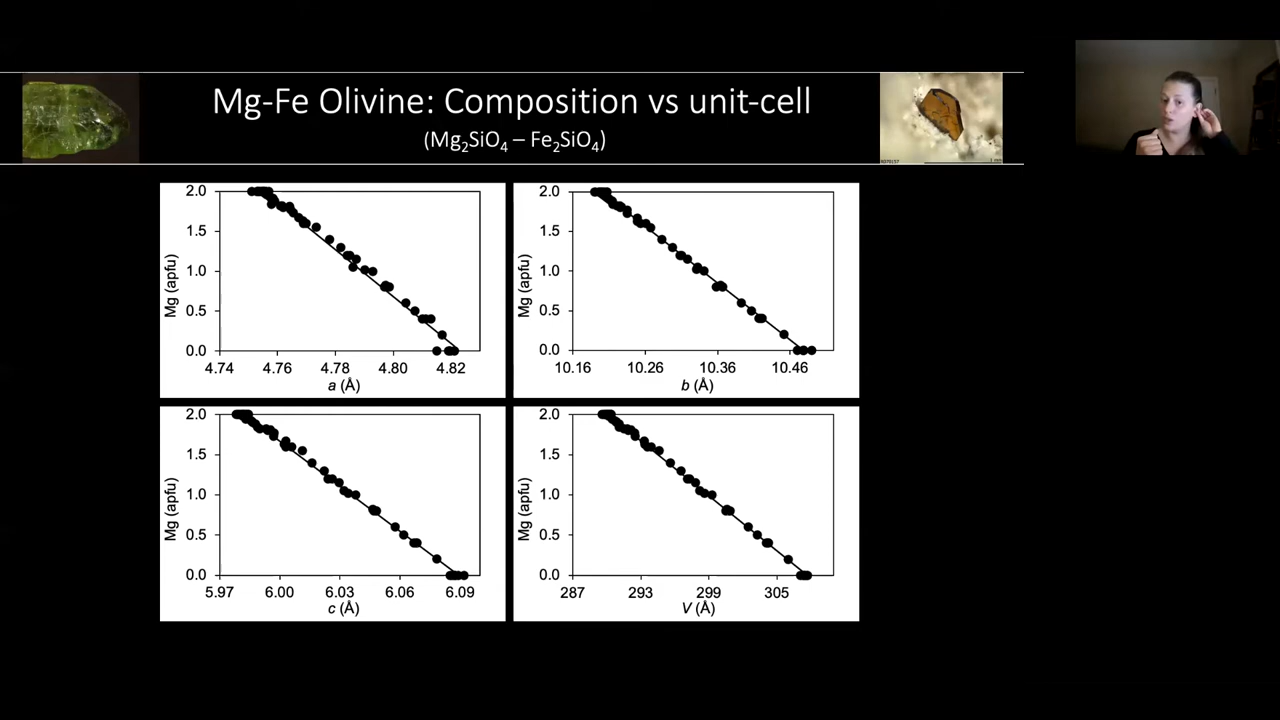 Mg-Fe Olivine: Composition vs unit-cell
(Mg₂SiO₄ – Fe₂SiO₄)
2.0
1.5
1.0
0.5
0.0
Mg (apfu)
4.74 4.76 4.78 4.80 4.82
a (Å)
2.0
1.5
1.0
0.5
0.0
Mg (apfu)
10.16 10.26 10.36 10.46
b (Å)
2.0
1.5
1.0
0.5
0.0
Mg (apfu)
5.97 6.00 6.03 6.06 6.09
c (Å)
2.0
1.5
1.0
0.5
0.0
Mg (apfu)
287 293 299 305
V (Å)